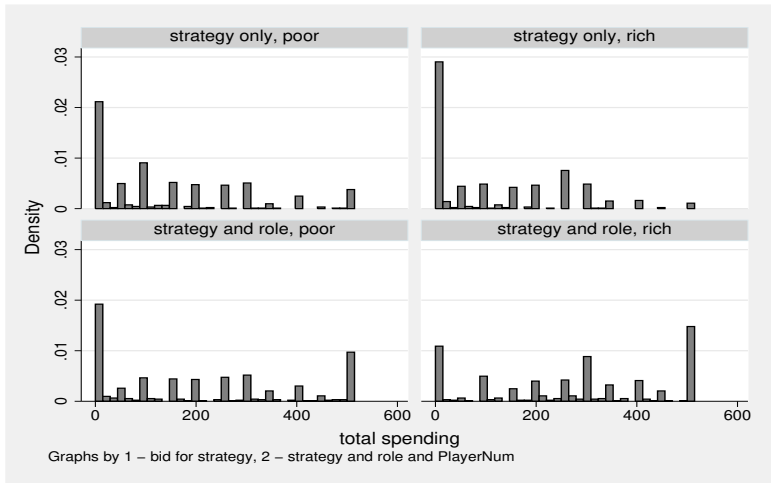 strategy only, poor
strategy only, rich
.03
.02
.01
0
strategy and role, poor
strategy and role, rich
.03
.02
.01
0
Density
0 200 400 600
0 200 400 600
total spending
Graphs by 1 – bid for strategy, 2 – strategy and role and PlayerNum